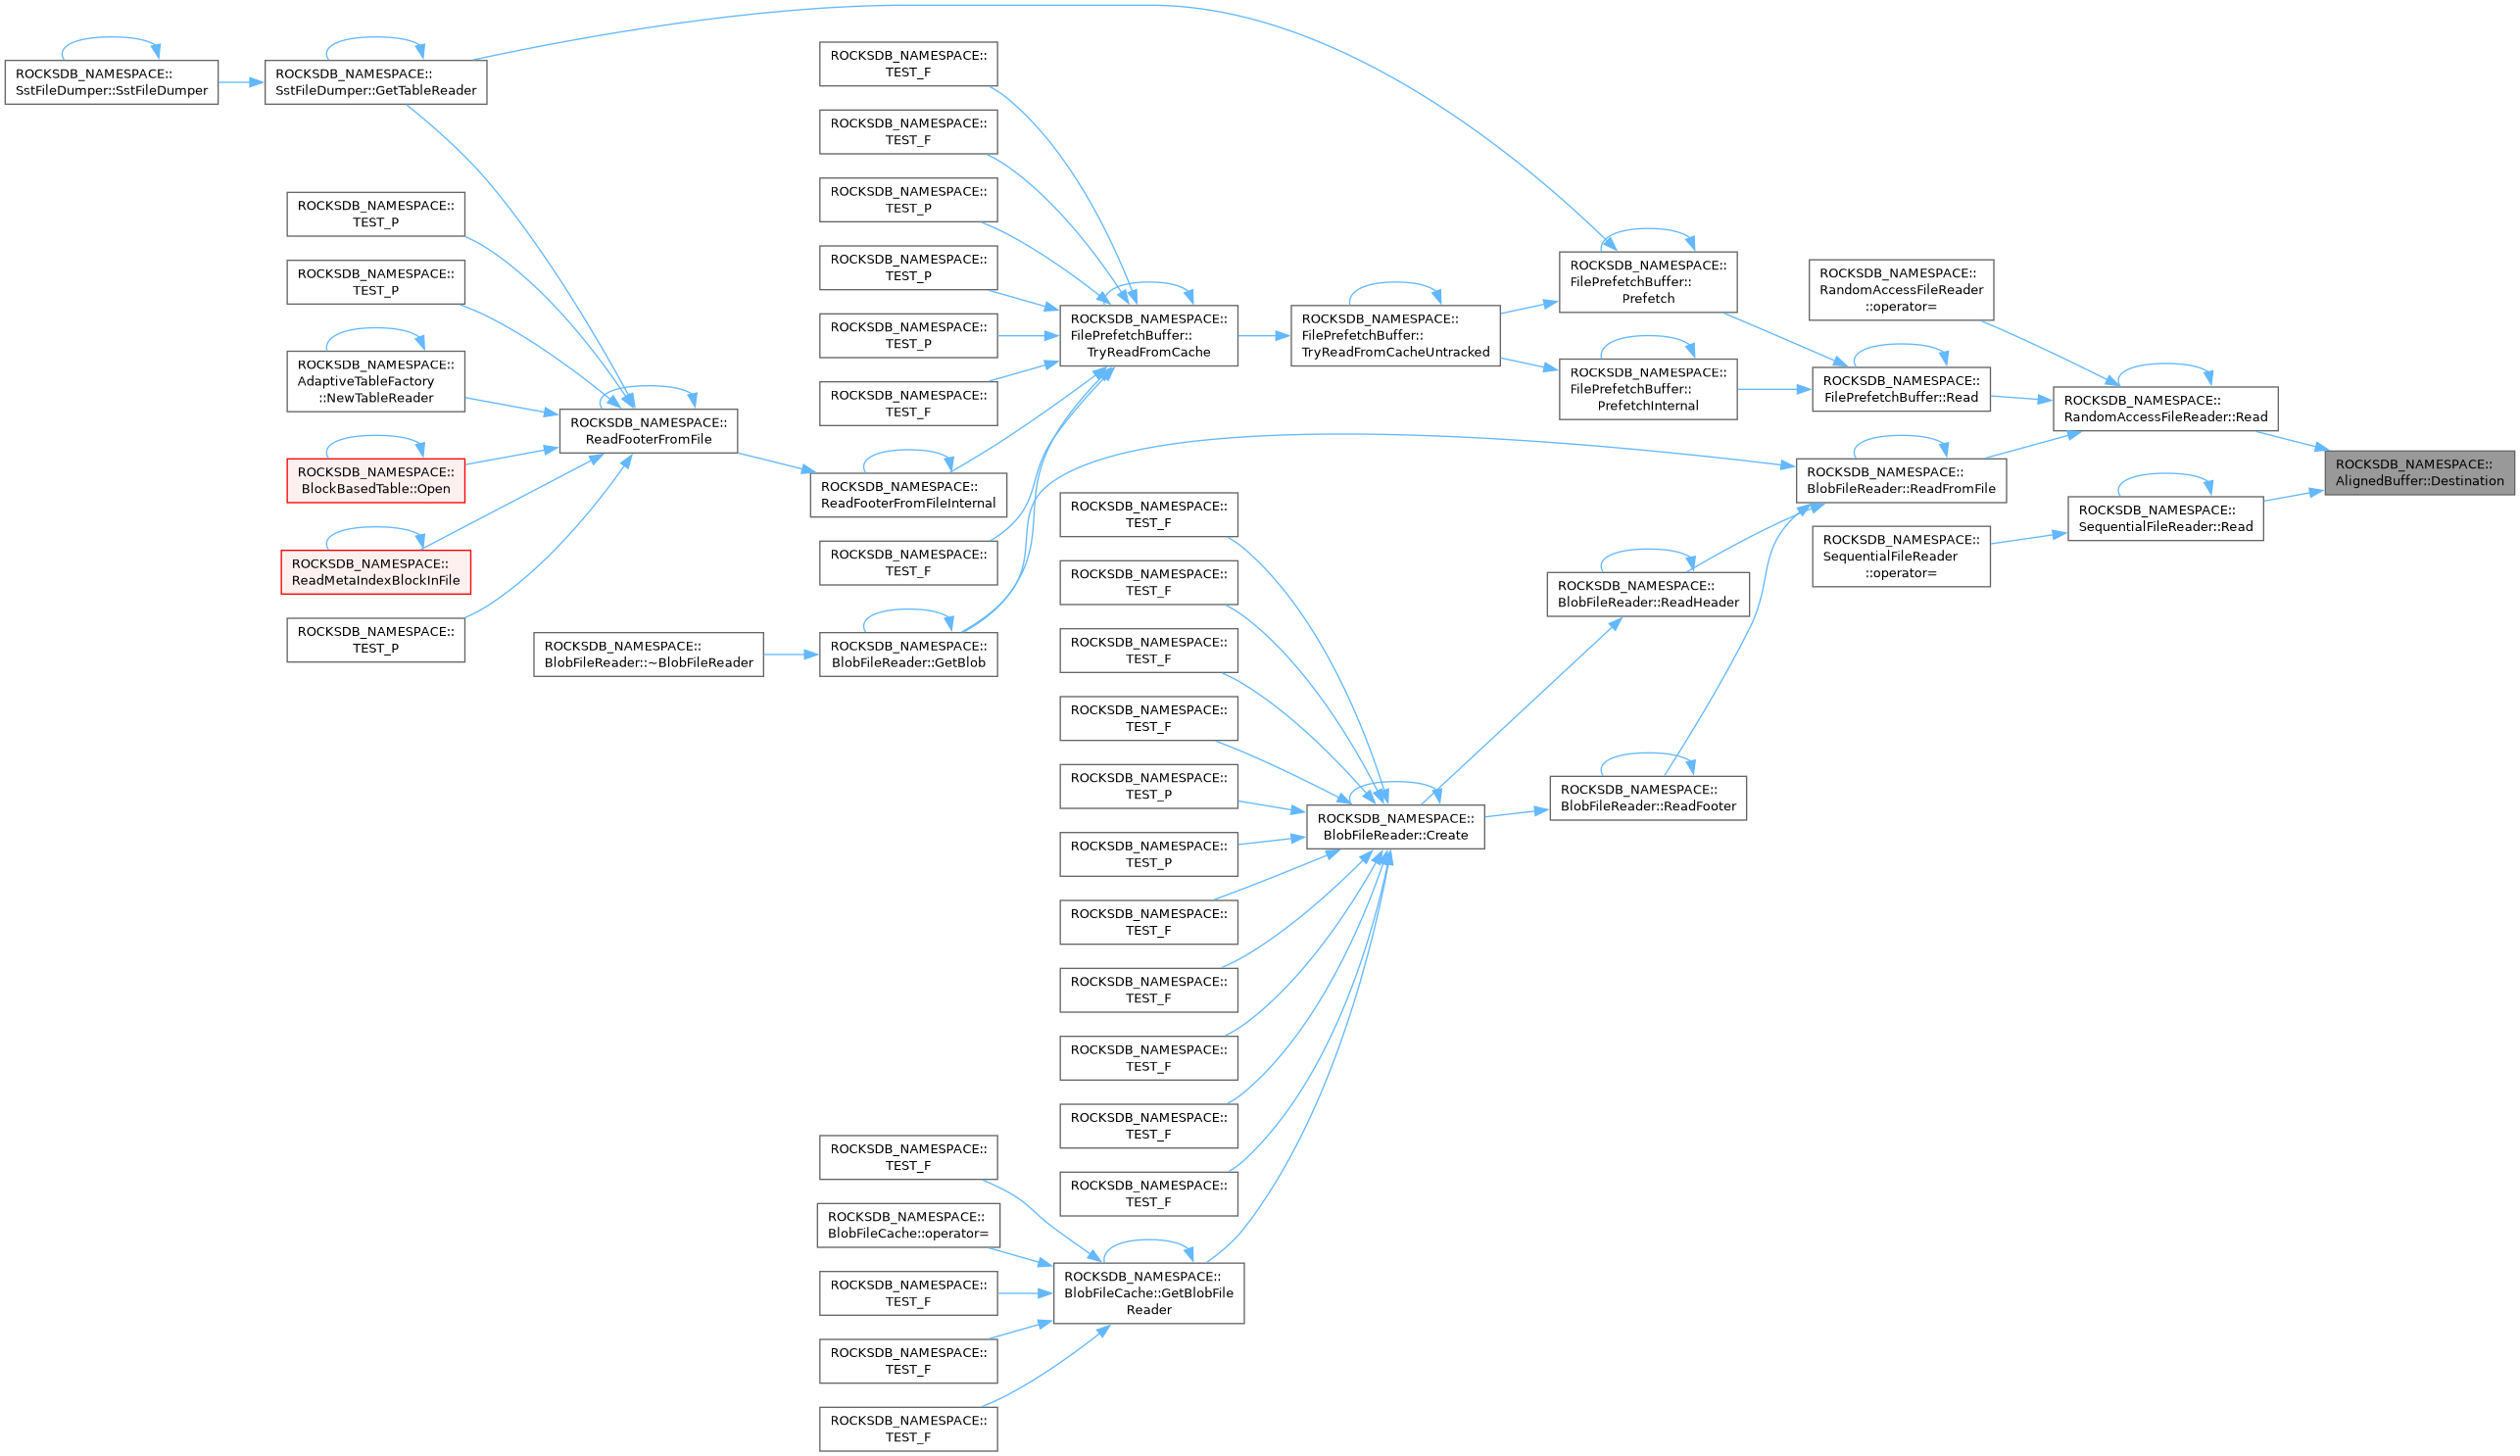 ROCKSDB_NAMESPACE::
SstFileDumper::SstFileDumper
ROCKSDB_NAMESPACE::
SstFileDumper::GetTableReader
ROCKSDB_NAMESPACE::
TEST_P
ROCKSDB_NAMESPACE::
TEST_P
ROCKSDB_NAMESPACE::
AdaptiveTableFactory
::NewTableReader
ROCKSDB_NAMESPACE::
BlockBasedTable::Open
ROCKSDB_NAMESPACE::
ReadMetaIndexBlockInFile
ROCKSDB_NAMESPACE::
TEST_P
ROCKSDB_NAMESPACE::
ReadFooterFromFile
ROCKSDB_NAMESPACE::
BlobFileReader::~BlobFileReader
ROCKSDB_NAMESPACE::
TEST_F
ROCKSDB_NAMESPACE::
TEST_F
ROCKSDB_NAMESPACE::
TEST_P
ROCKSDB_NAMESPACE::
TEST_P
ROCKSDB_NAMESPACE::
TEST_P
ROCKSDB_NAMESPACE::
TEST_F
ROCKSDB_NAMESPACE::
ReadFooterFromFileInternal
ROCKSDB_NAMESPACE::
TEST_F
ROCKSDB_NAMESPACE::
BlobFileReader::GetBlob
ROCKSDB_NAMESPACE::
TEST_F
ROCKSDB_NAMESPACE::
BlobFileCache::operator=
ROCKSDB_NAMESPACE::
TEST_F
ROCKSDB_NAMESPACE::
TEST_F
ROCKSDB_NAMESPACE::
TEST_F
ROCKSDB_NAMESPACE::
FilePrefetchBuffer::
TryReadFromCache
ROCKSDB_NAMESPACE::
TEST_F
ROCKSDB_NAMESPACE::
TEST_F
ROCKSDB_NAMESPACE::
TEST_F
ROCKSDB_NAMESPACE::
TEST_F
ROCKSDB_NAMESPACE::
TEST_P
ROCKSDB_NAMESPACE::
TEST_P
ROCKSDB_NAMESPACE::
TEST_F
ROCKSDB_NAMESPACE::
TEST_F
ROCKSDB_NAMESPACE::
TEST_F
ROCKSDB_NAMESPACE::
TEST_F
ROCKSDB_NAMESPACE::
TEST_F
ROCKSDB_NAMESPACE::
BlobFileCache::GetBlobFile
Reader
ROCKSDB_NAMESPACE::
FilePrefetchBuffer::
TryReadFromCacheUntracked
ROCKSDB_NAMESPACE::
BlobFileReader::Create
ROCKSDB_NAMESPACE::
FilePrefetchBuffer::
Prefetch
ROCKSDB_NAMESPACE::
FilePrefetchBuffer::
PrefetchInternal
ROCKSDB_NAMESPACE::
BlobFileReader::ReadHeader
ROCKSDB_NAMESPACE::
BlobFileReader::ReadFooter
ROCKSDB_NAMESPACE::
RandomAccessFileReader
::operator=
ROCKSDB_NAMESPACE::
FilePrefetchBuffer::Read
ROCKSDB_NAMESPACE::
BlobFileReader::ReadFromFile
ROCKSDB_NAMESPACE::
SequentialFileReader
::operator=
ROCKSDB_NAMESPACE::
RandomAccessFileReader::Read
ROCKSDB_NAMESPACE::
SequentialFileReader::Read
ROCKSDB_NAMESPACE::
AlignedBuffer::Destination